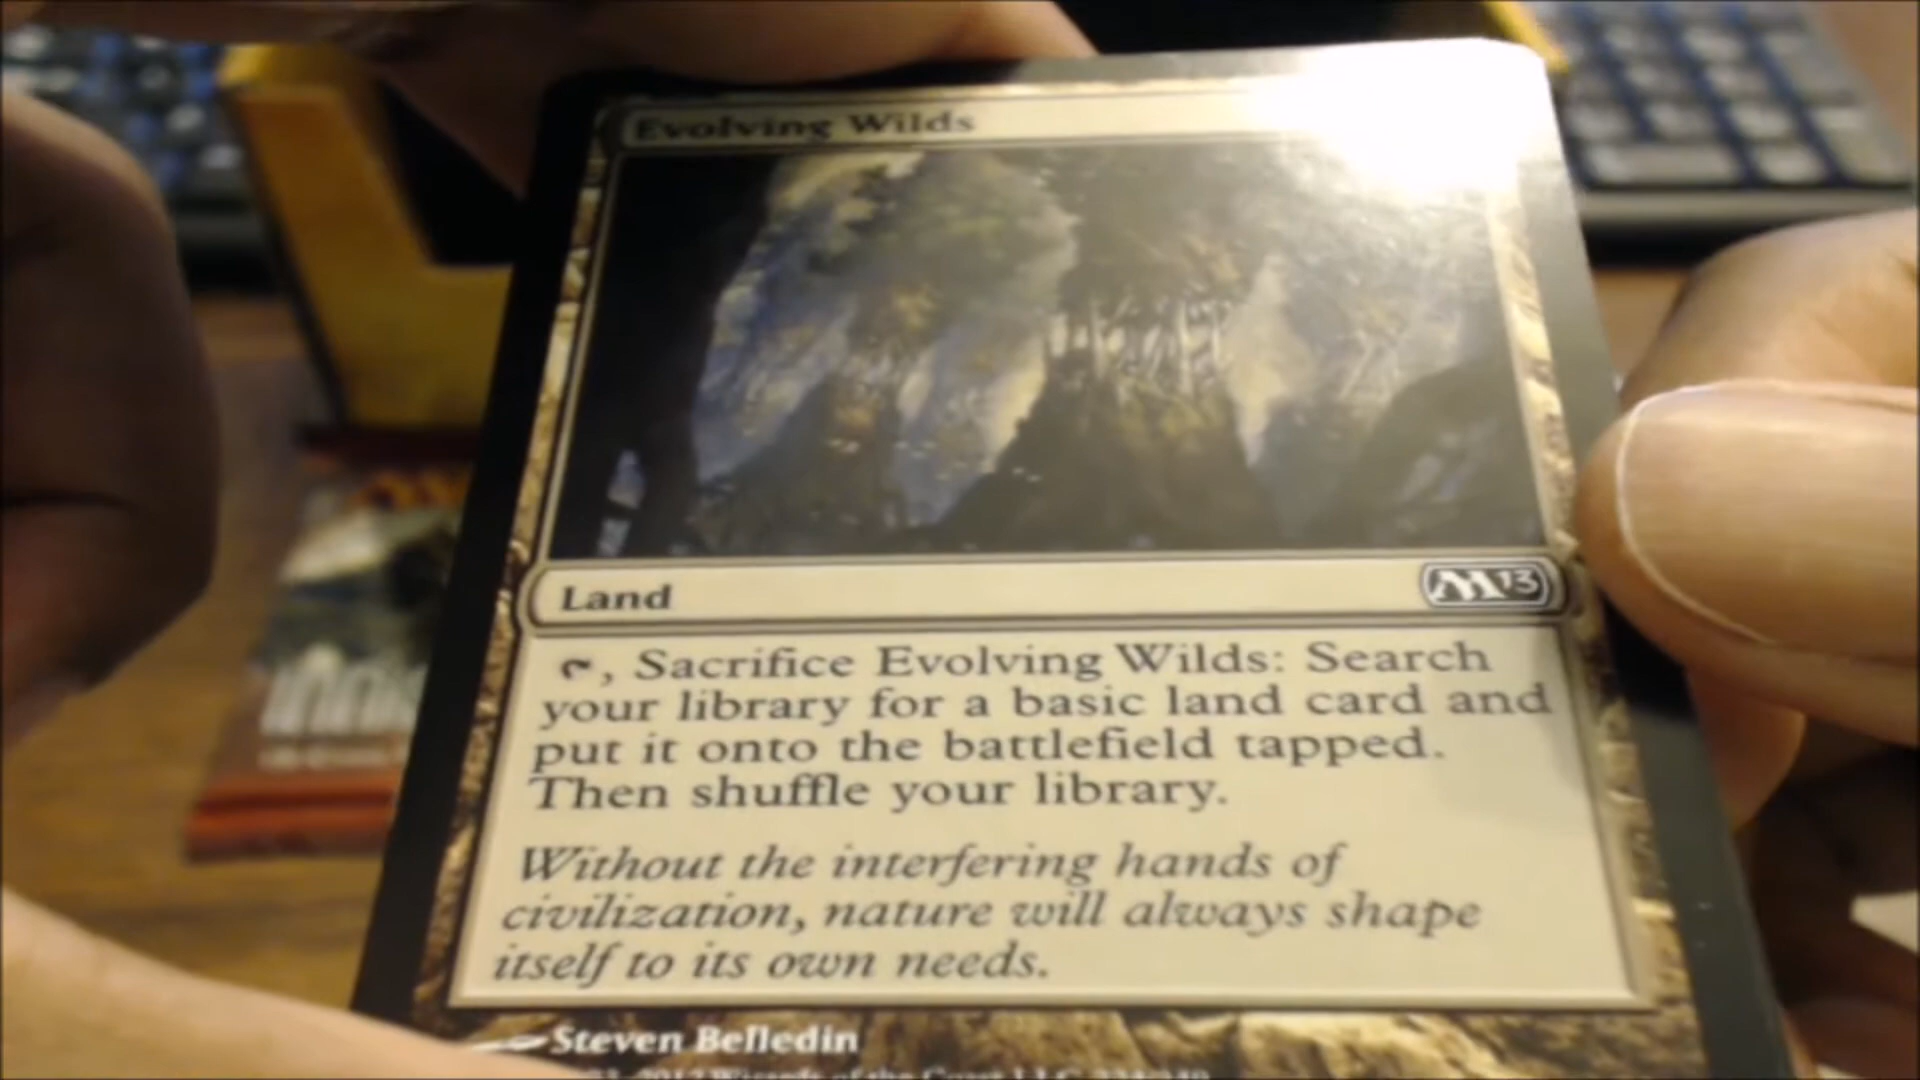 Evolving Wilds
Land
M13
, Sacrifice Evolving Wilds: Search
your library for a basic land card and
put it onto the battlefield tapped.
Then shuffle your library.
Without the interfering hands of
civilization, nature will always shape
itself to its own needs.
Steven Belledin